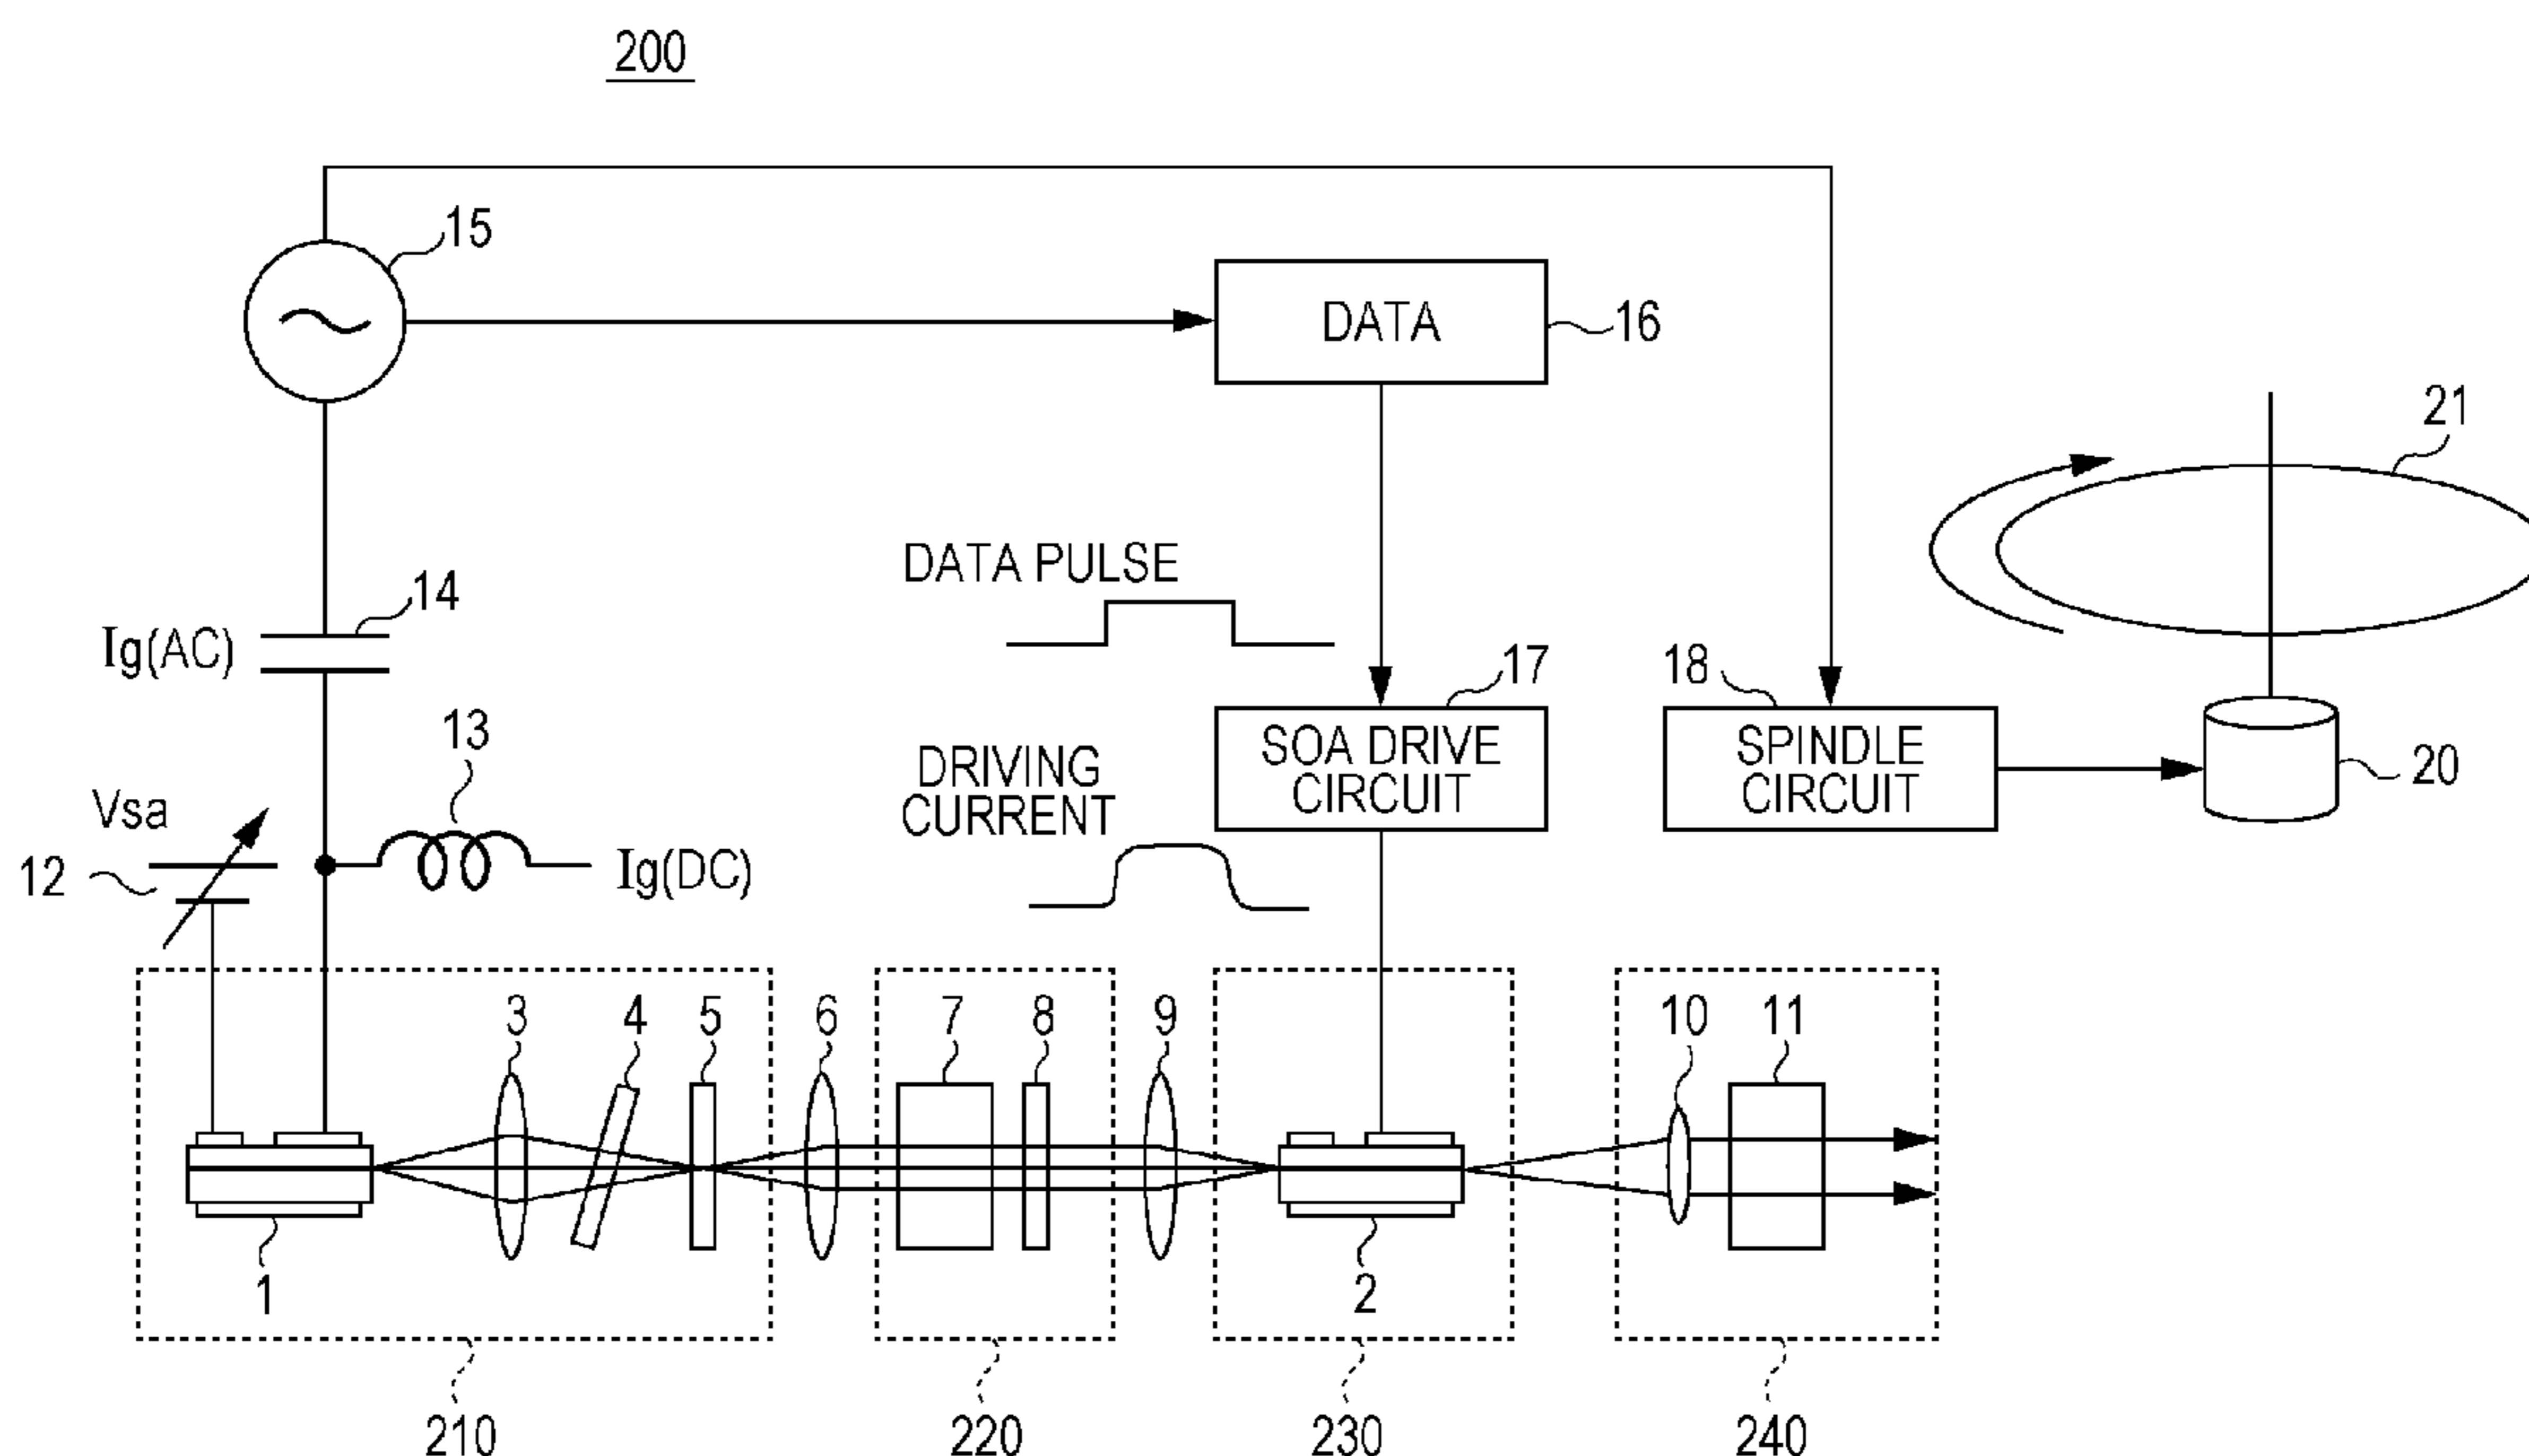 200
15
DATA
16
21
DATA PULSE
14
Ig(AC)
17
18
13
DRIVING
CURRENT
SOA DRIVE
CIRCUIT
SPINDLE
CIRCUIT
20
Vsa
12
Ig(DC)
3
4
5
6
7
8
9
10
11
1
2
210
220
230
240